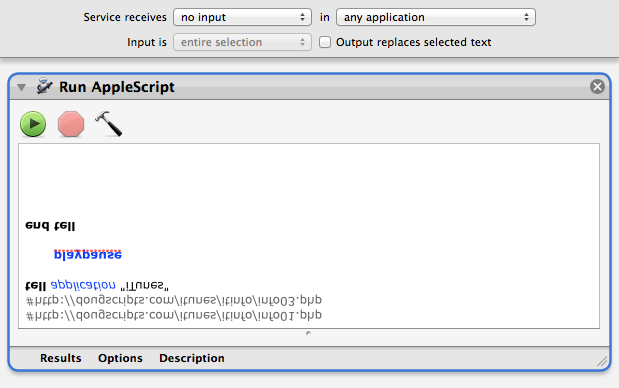 Service receives no input in any application
Input is entire selection Output replaces selected text
Run AppleScript
#http://dougscripts.com/itunes/itinfo/info01.php
#http://dougscripts.com/itunes/itinfo/info03.php
tell application "iTunes"
playpause
end tell
Results Options Description